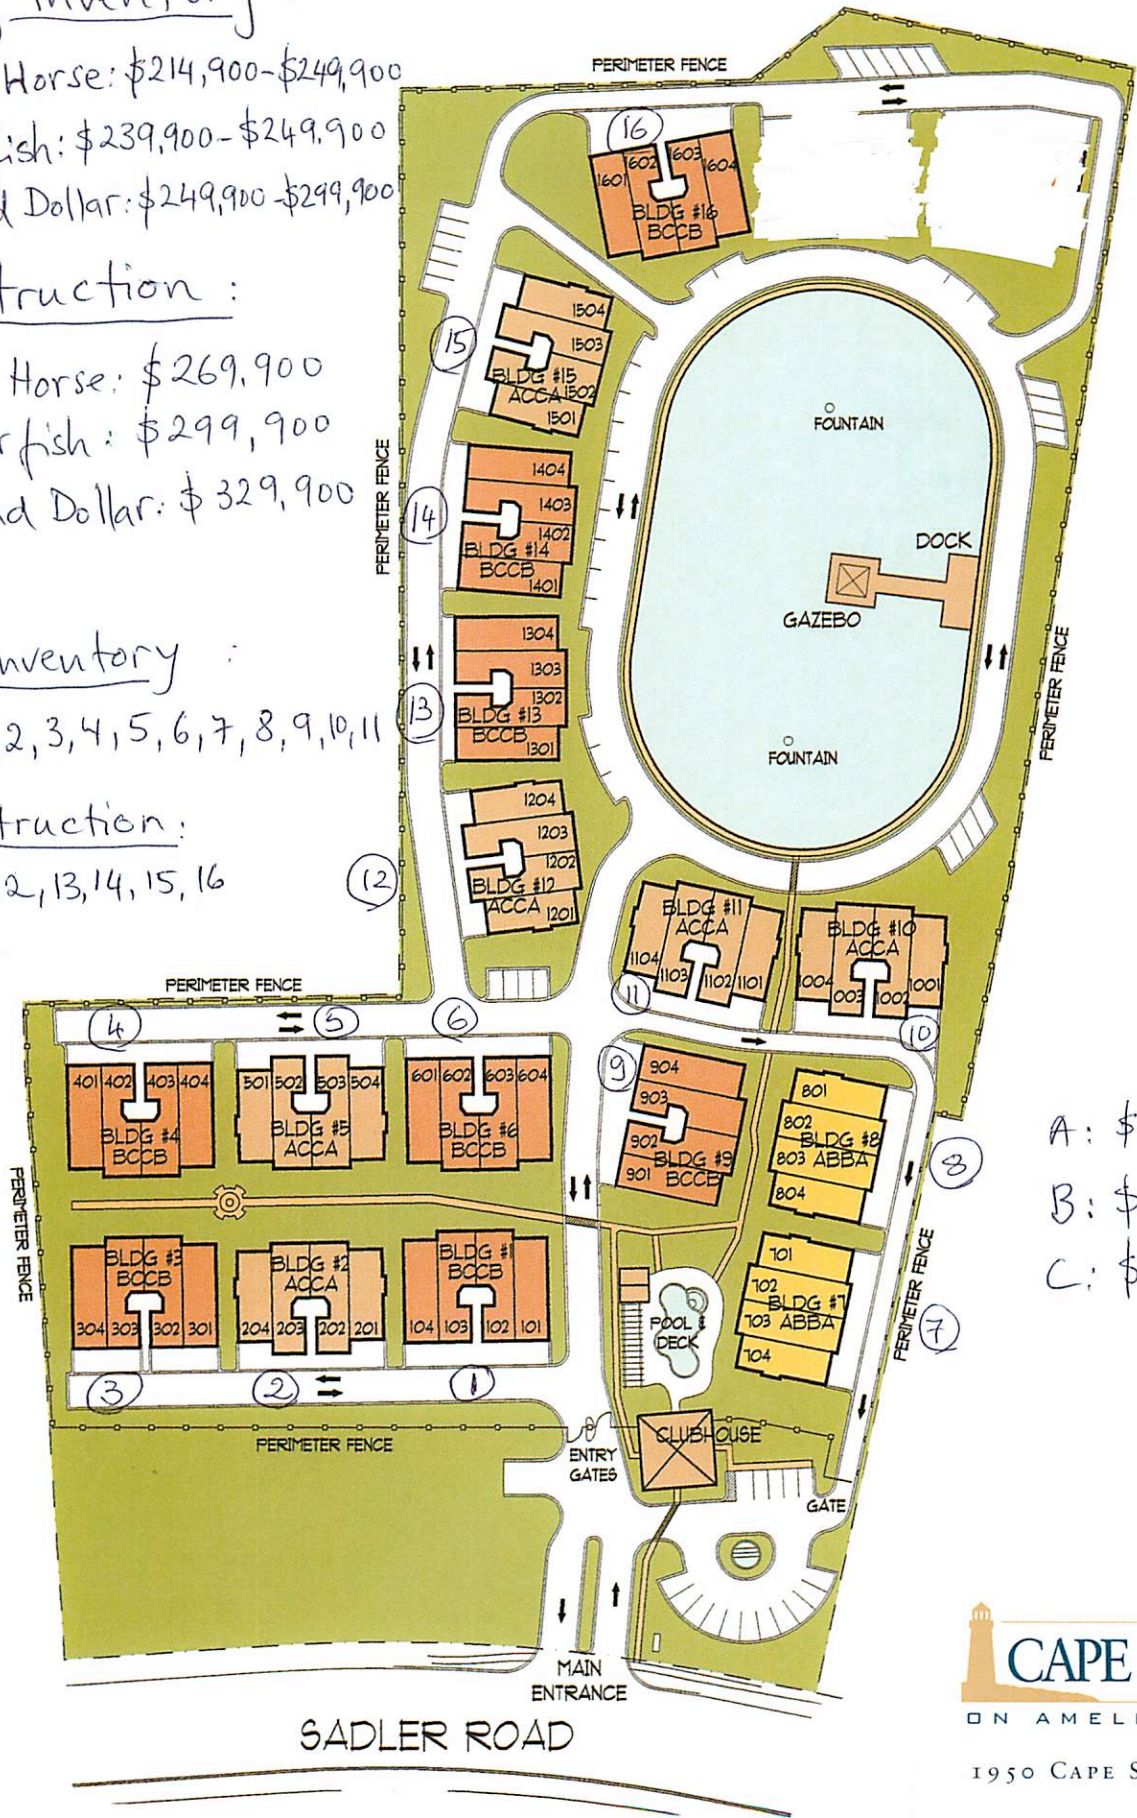 Inventory
Horse: $214,900-$249,900
ish: $239,900-$249,900
d Dollar: $249,900-$299,900
truction:
Horse: $269,900
rfish: $299,900
nd Dollar: $329,900
nventory:
2,3,4,5,6,7,8,9,10,11
truction:
2,13,14,15,16
PERIMETER FENCE
16
1601 1602 1603 1604
BLDG #16
BCCB
15
1504
1503
BLDG #15
ACCA 1502
1501
FOUNTAIN
PERIMETER FENCE
14
1404
1403
1402
BLDG #14
BCCB
1401
DOCK
GAZEBO
PERIMETER FENCE
13
1304
1303
1302
BLDG #13
BCCB
1301
FOUNTAIN
12
1204
1203
1202
BLDG #12
ACCA
1201
BLDG #11
ACCA
1104 1103 1102 1101
11
BLDG #10
ACCA
1004 003 1002 1001
10
PERIMETER FENCE
4
5
6
401 402 403 404
BLDG #4
BCCB
501 502 503 504
BLDG #5
ACCA
601 602 603 604
BLDG #6
BCCB
9
904
903
902
901
BLDG #9
BCCB
801
802
BLDG #8
803 ABBA
804
8
A: $
B: $
C: $
PERIMETER FENCE
BLDG #3
BCCB
304 303 302 301
BLDG #2
ACCA
204 203 202 201
BLDG #1
BCCB
104 103 102 101
3
2
1
POOL &
DECK
701
702
BLDG #7
703 ABBA
704
PERIMETER FENCE
7
PERIMETER FENCE
ENTRY
GATES
CLUBHOUSE
GATE
MAIN
ENTRANCE
SADLER ROAD
CAPE
ON AMEL
1950 CAPE S